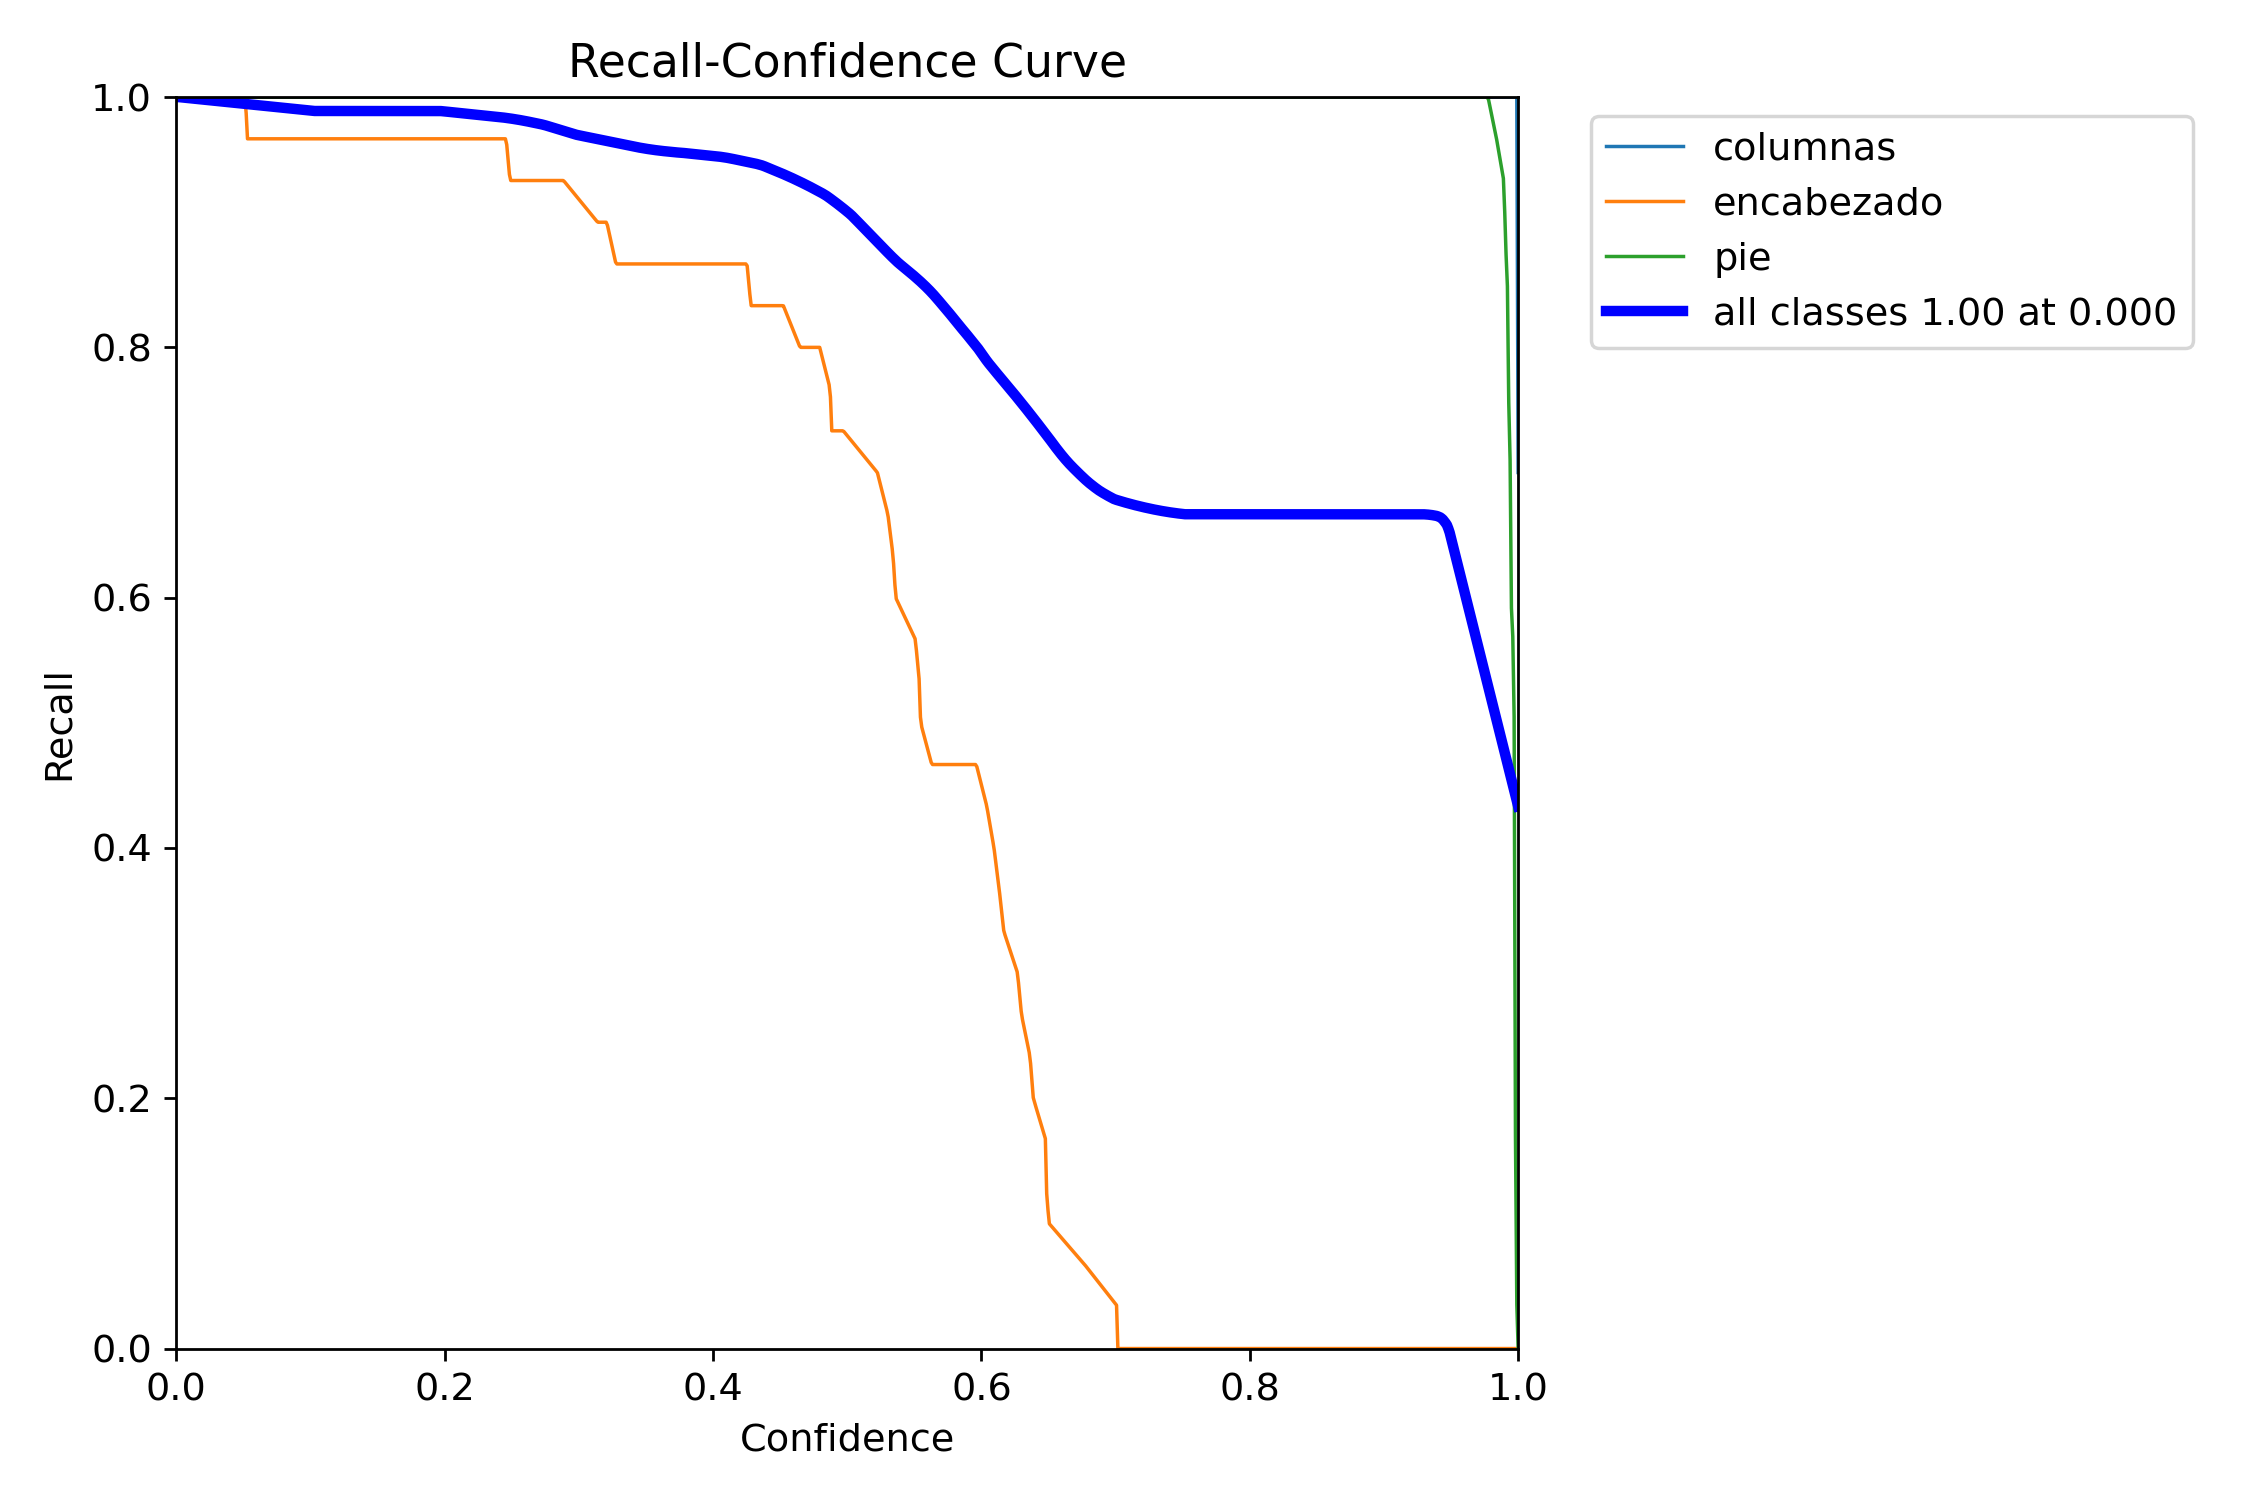 Recall-Confidence Curve
1.0
0.8
0.6
0.4
0.2
0.0
Recall
0.0 0.2 0.4 0.6 0.8 1.0
Confidence
columnas
encabezado
pie
all classes 1.00 at 0.000